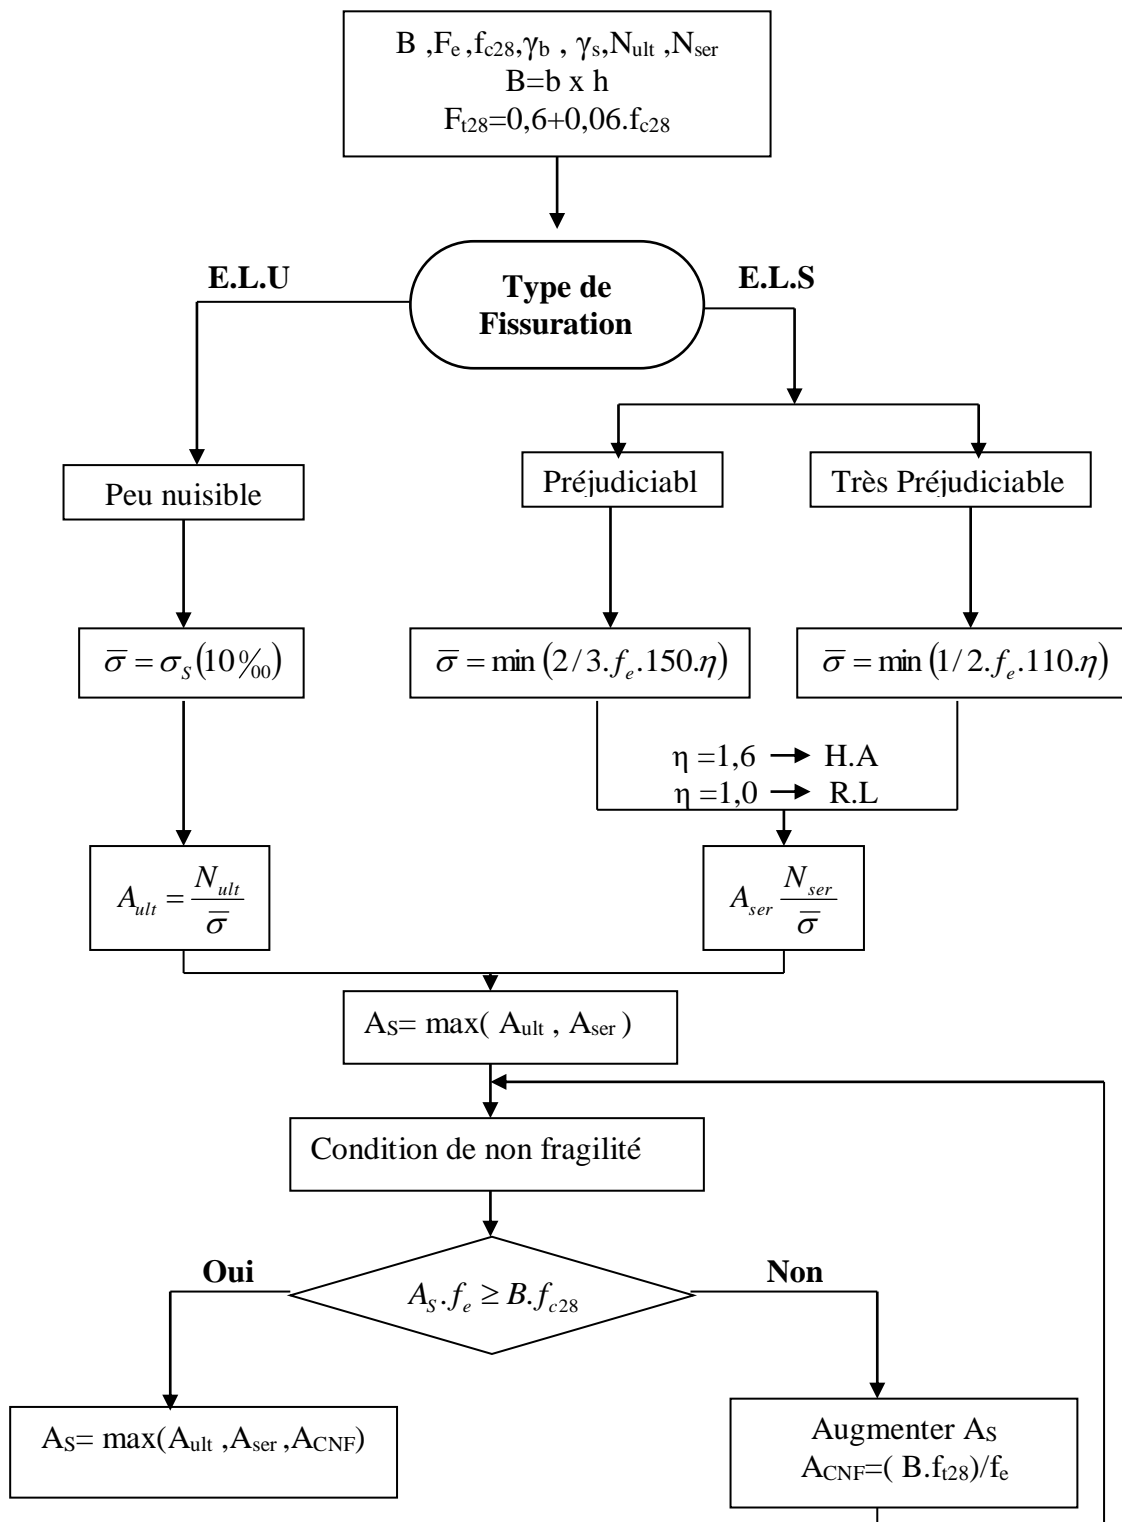 B ,Fe ,fc28,γb , γs,Nult ,Nser
B=b x h
Ft28=0,6+0,06.fc28
E.L.U
E.L.S
Type de
Fissuration
Peu nuisible
Préjudiciabl
Très Préjudiciable
σ̅ = σS(10‰)
σ̅ = min (2/3.fe.150.η)
σ̅ = min (1/2.fe.110.η)
η =1,6 → H.A
η =1,0 → R.L
Ault = Nult / σ̅
Aser Nser / σ̅
AS= max( Ault , Aser )
Condition de non fragilité
Oui
Non
AS.fe ≥ B.fc28
AS= max(Ault ,Aser ,ACNF)
Augmenter AS
ACNF=( B.ft28)/fe